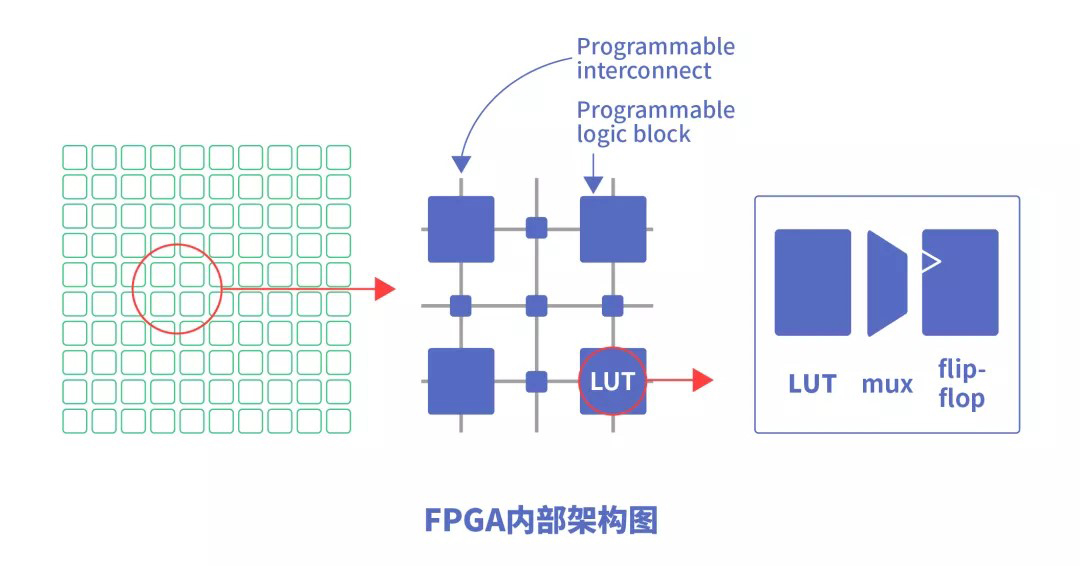 Programmable
interconnect
Programmable
logic block
LUT
LUT
mux
flip-
flop
FPGA内部架构图